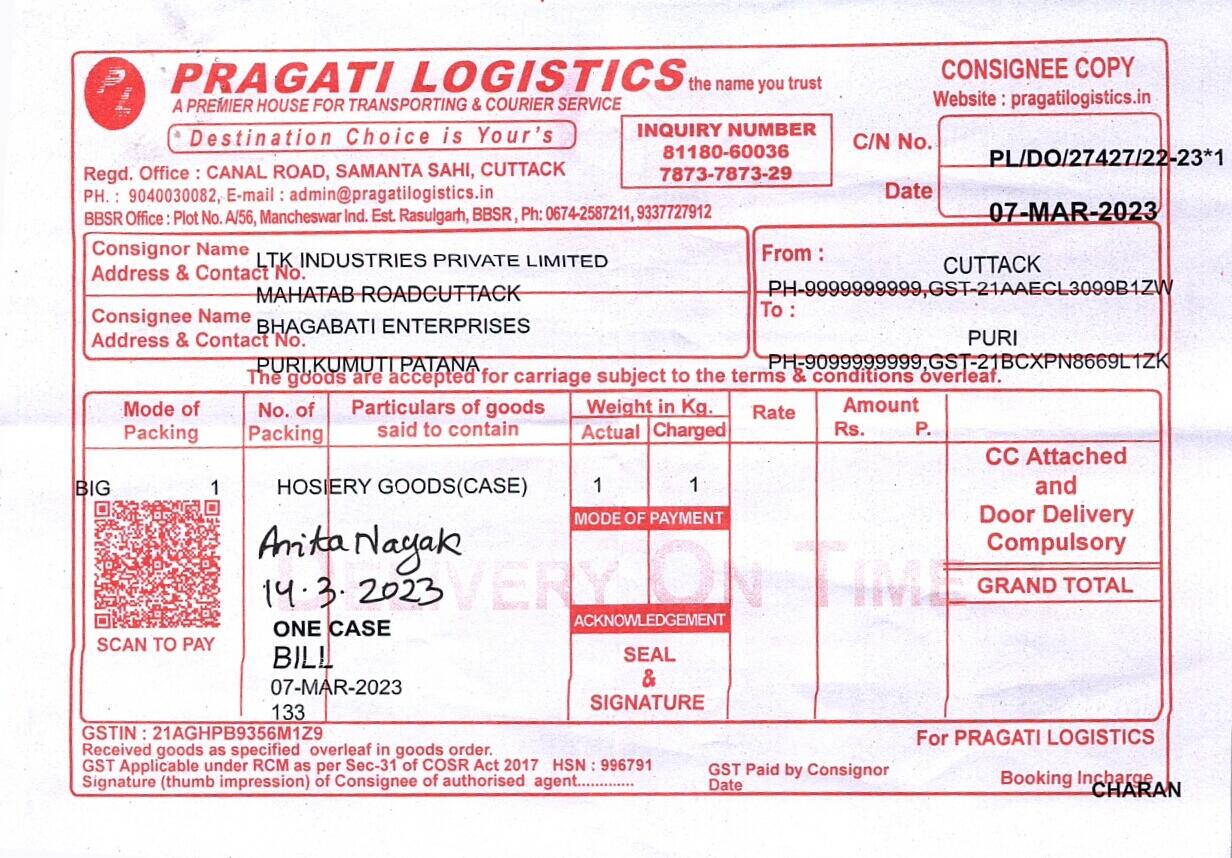 PL
PRAGATI LOGISTICS the name you trust
A PREMIER HOUSE FOR TRANSPORTING & COURIER SERVICE
Destination Choice is Your's
Regd. Office : CANAL ROAD, SAMANTA SAHI, CUTTACK
PH. : 9040030082, E-mail : admin@pragatilogistics.in
BBSR Office : Plot No. A/56, Mancheswar Ind. Est. Rasulgarh, BBSR , Ph: 0674-2587211, 9337727912
INQUIRY NUMBER
81180-60036
7873-7873-29
CONSIGNEE COPY
Website : pragatilogistics.in
C/N No. PL/DO/27427/22-23*1
Date 07-MAR-2023
Consignor Name LTK INDUSTRIES PRIVATE LIMITED
Address & Contact No.
MAHATAB ROADCUTTACK
Consignee Name BHAGABATI ENTERPRISES
Address & Contact No.
PURI,KUMUTI PATANA
From : CUTTACK
PH-9999999999,GST-21AAECL3099B1ZW
To :
PURI
PH-9099999999,GST-21BCXPN8669L1ZK
The goods are accepted for carriage subject to the terms & conditions overleaf.
Mode of Packing
No. of Packing
Particulars of goods said to contain
Weight in Kg.
Actual Charged
Rate
Amount
Rs. P.
BIG 1 HOSIERY GOODS(CASE) 1 1
CC Attached
and
Door Delivery
Compulsory
GRAND TOTAL
MODE OF PAYMENT
Anita Nayak
14.3.2023
DELIVERY ON TIME
ONE CASE
BILL
07-MAR-2023
133
SCAN TO PAY
ACKNOWLEDGEMENT
SEAL
&
SIGNATURE
GSTIN : 21AGHPB9356M1Z9
Received goods as specified overleaf in goods order.
GST Applicable under RCM as per Sec-31 of COSR Act 2017 HSN : 996791
Signature (thumb impression) of Consignee of authorised agent..............
GST Paid by Consignor
Date
For PRAGATI LOGISTICS
Booking Incharge
CHARAN